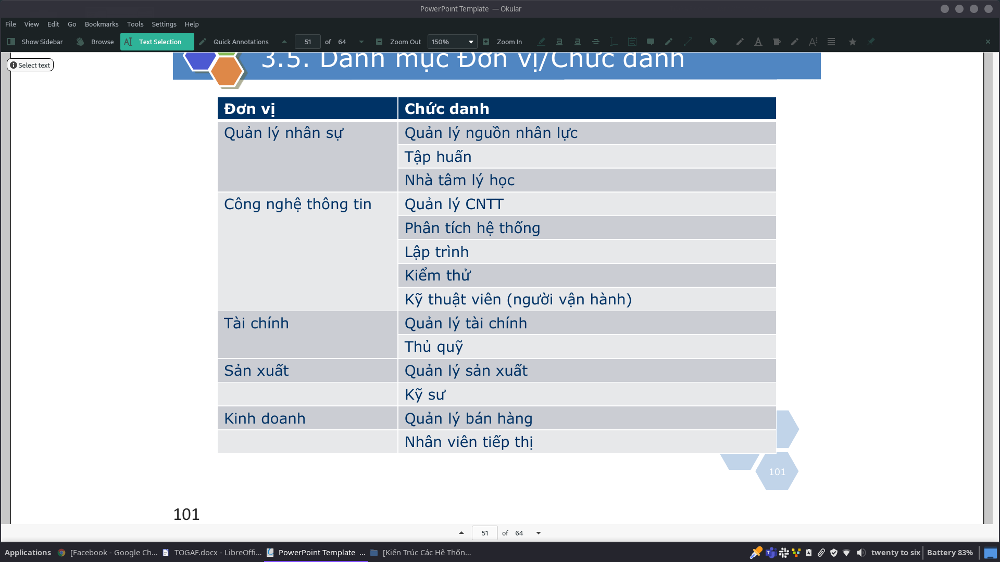 PowerPoint Template — Okular
File View Edit Go Bookmarks Tools Settings Help
Show Sidebar Browse Text Selection Quick Annotations 51 of 64 Zoom Out 150% Zoom In
Select text
3.5. Danh mục Đơn vị/Chức danh
Đơn vị Chức danh
Quản lý nhân sự Quản lý nguồn nhân lực
Tập huấn
Nhà tâm lý học
Công nghệ thông tin Quản lý CNTT
Phân tích hệ thống
Lập trình
Kiểm thử
Kỹ thuật viên (người vận hành)
Tài chính Quản lý tài chính
Thủ quỹ
Sản xuất Quản lý sản xuất
Kỹ sư
Kinh doanh Quản lý bán hàng
Nhân viên tiếp thị
101
101
51 of 64
Applications [Facebook - Google Ch... TOGAF.docx - LibreOffi... PowerPoint Template ... [Kiến Trúc Các Hệ Thốn... twenty to six Battery 83%